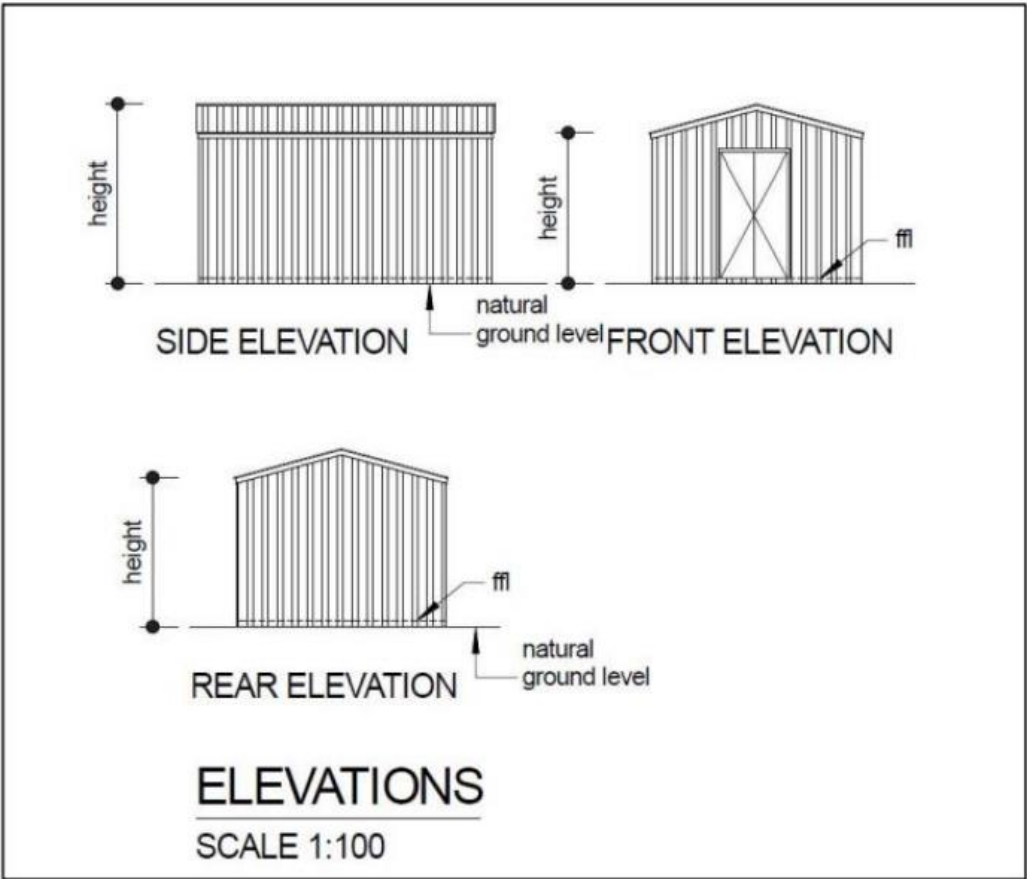 height
height
ffl
natural
ground level
SIDE ELEVATION
FRONT ELEVATION
height
ffl
natural
ground level
REAR ELEVATION
ELEVATIONS
SCALE 1:100